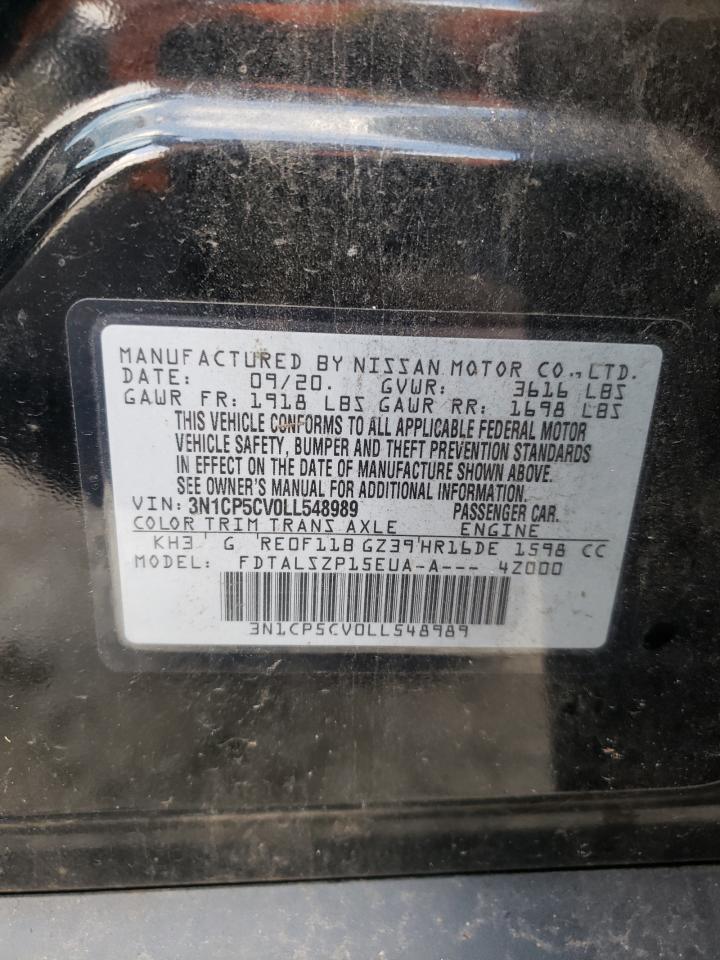 MANUFACTURED BY NISSAN MOTOR CO., LTD.
DATE: 09/20. GVWR: 3616 LBS
GAWR FR: 1918 LBS GAWR RR: 1698 LBS
THIS VEHICLE CONFORMS TO ALL APPLICABLE FEDERAL MOTOR
VEHICLE SAFETY, BUMPER AND THEFT PREVENTION STANDARDS
IN EFFECT ON THE DATE OF MANUFACTURE SHOWN ABOVE.
SEE OWNER'S MANUAL FOR ADDITIONAL INFORMATION.
VIN: 3N1CP5CV0LL548989 PASSENGER CAR.
COLOR TRIM TRANS AXLE ENGINE
KH3 G RE0F11B GZ39 HR16DE 1598 CC
MODEL: FDTALSZP15EUA-A--- 4Z000
3N1CP5CV0LL548989